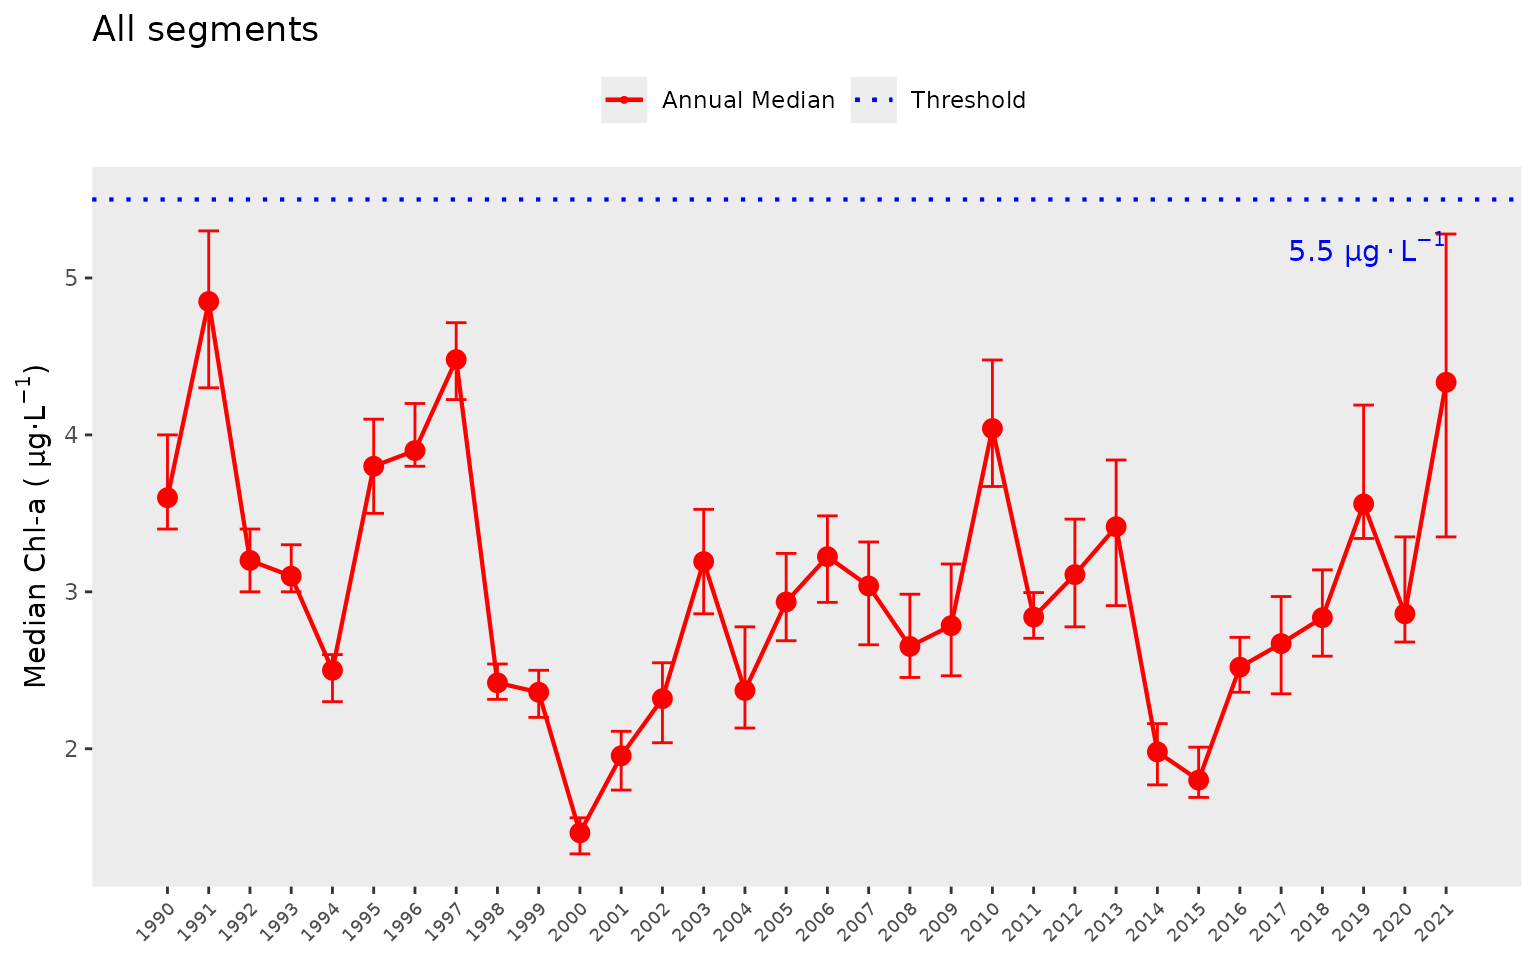 All segments
Annual Median Threshold
5.5 µg·L⁻¹
Median Chl-a ( µg·L⁻¹)
5
4
3
2
1990 1991 1992 1993 1994 1995 1996 1997 1998 1999 2000 2001 2002 2003 2004 2005 2006 2007 2008 2009 2010 2011 2012 2013 2014 2015 2016 2017 2018 2019 2020 2021